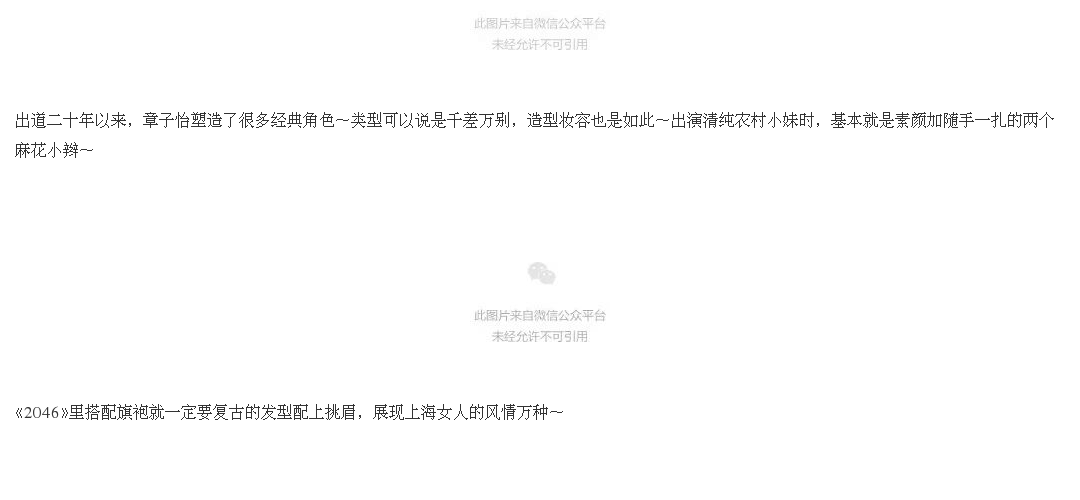 此图片来自微信公众平台
未经允许不可引用
出道二十年以来，章子怡塑造了很多经典角色～类型可以说是千差万别，造型妆容也是如此～出演清纯农村小妹时，基本就是素颜加随手一扎的两个
麻花小辫～
此图片来自微信公众平台
未经允许不可引用
《2046》里搭配旗袍就一定要复古的发型配上挑眉，展现上海女人的风情万种～